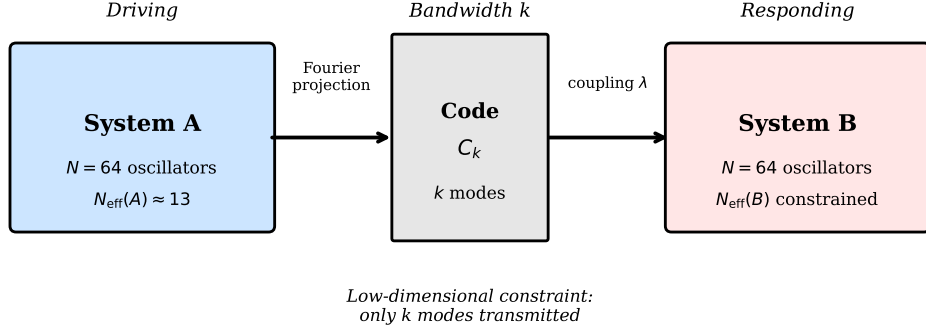 Driving
Bandwidth k
Responding
Fourier
projection
coupling λ
System A
N = 64 oscillators
N_eff(A) ≈ 13
Code
C_k
k modes
System B
N = 64 oscillators
N_eff(B) constrained
Low-dimensional constraint:
only k modes transmitted